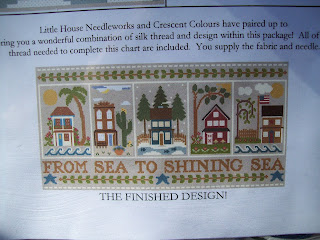 Little House Needleworks and Crescent Colours have paired up to
ring you a wonderful combination of silk thread and design within this package! All of
thread needed to complete this chart are included. You supply the fabric and needle.
FROM SEA TO SHINING SEA
THE FINISHED DESIGN!